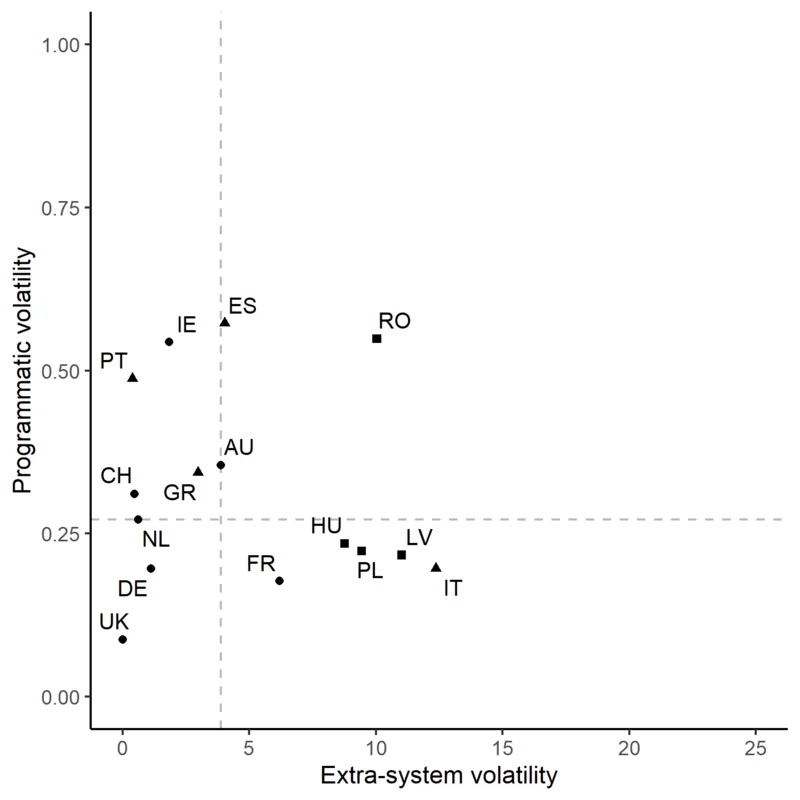 1.00
0.75
0.50
0.25
0.00
Programmatic volatility
ES
IE
RO
PT
AU
CH
GR
HU
NL
LV
FR
PL
DE
IT
UK
0 5 10 15 20 25
Extra-system volatility